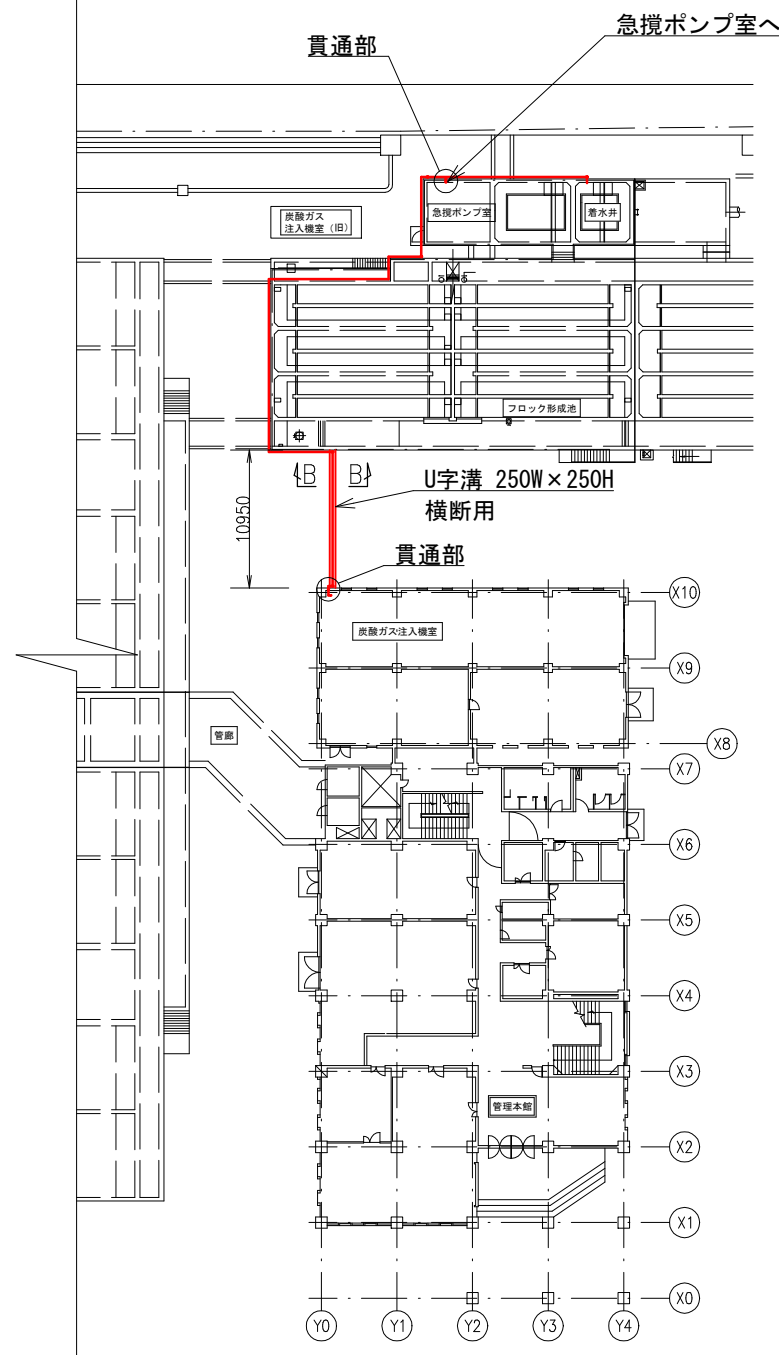 急撹ポンプ室へ
貫通部
急撹ポンプ室
着水井
炭酸ガス
注入機室（旧）
フロック形成池
B
B
U字溝 250W×250H
横断用
10950
貫通部
炭酸ガス注入機室
管廊
管理本館
X10
X9
X8
X7
X6
X5
X4
X3
X2
X1
X0
Y0
Y1
Y2
Y3
Y4